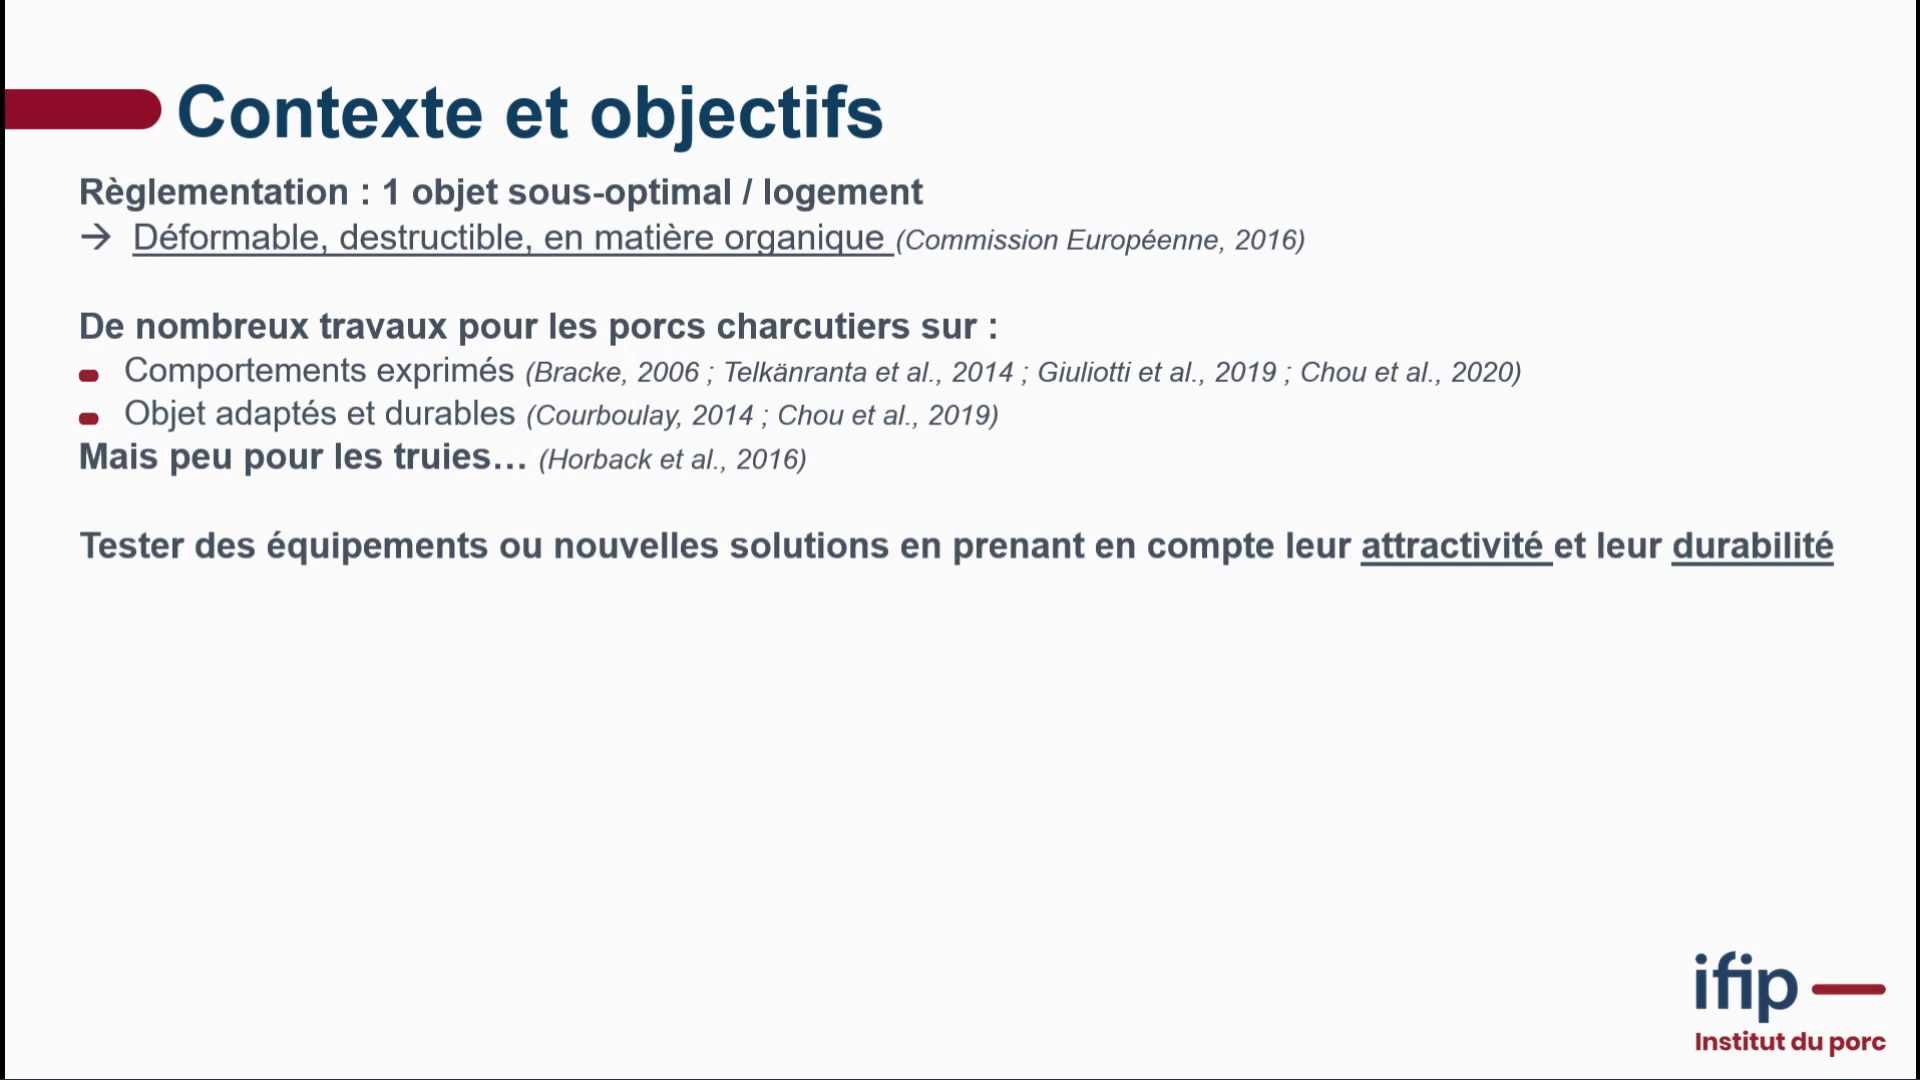 Contexte et objectifs
Règlementation : 1 objet sous-optimal / logement
→ Déformable, destructible, en matière organique (Commission Européenne, 2016)
De nombreux travaux pour les porcs charcutiers sur :
Comportements exprimés (Bracke, 2006 ; Telkänranta et al., 2014 ; Giuliotti et al., 2019 ; Chou et al., 2020)
Objet adaptés et durables (Courboulay, 2014 ; Chou et al., 2019)
Mais peu pour les truies… (Horback et al., 2016)
Tester des équipements ou nouvelles solutions en prenant en compte leur attractivité et leur durabilité
ifip
Institut du porc